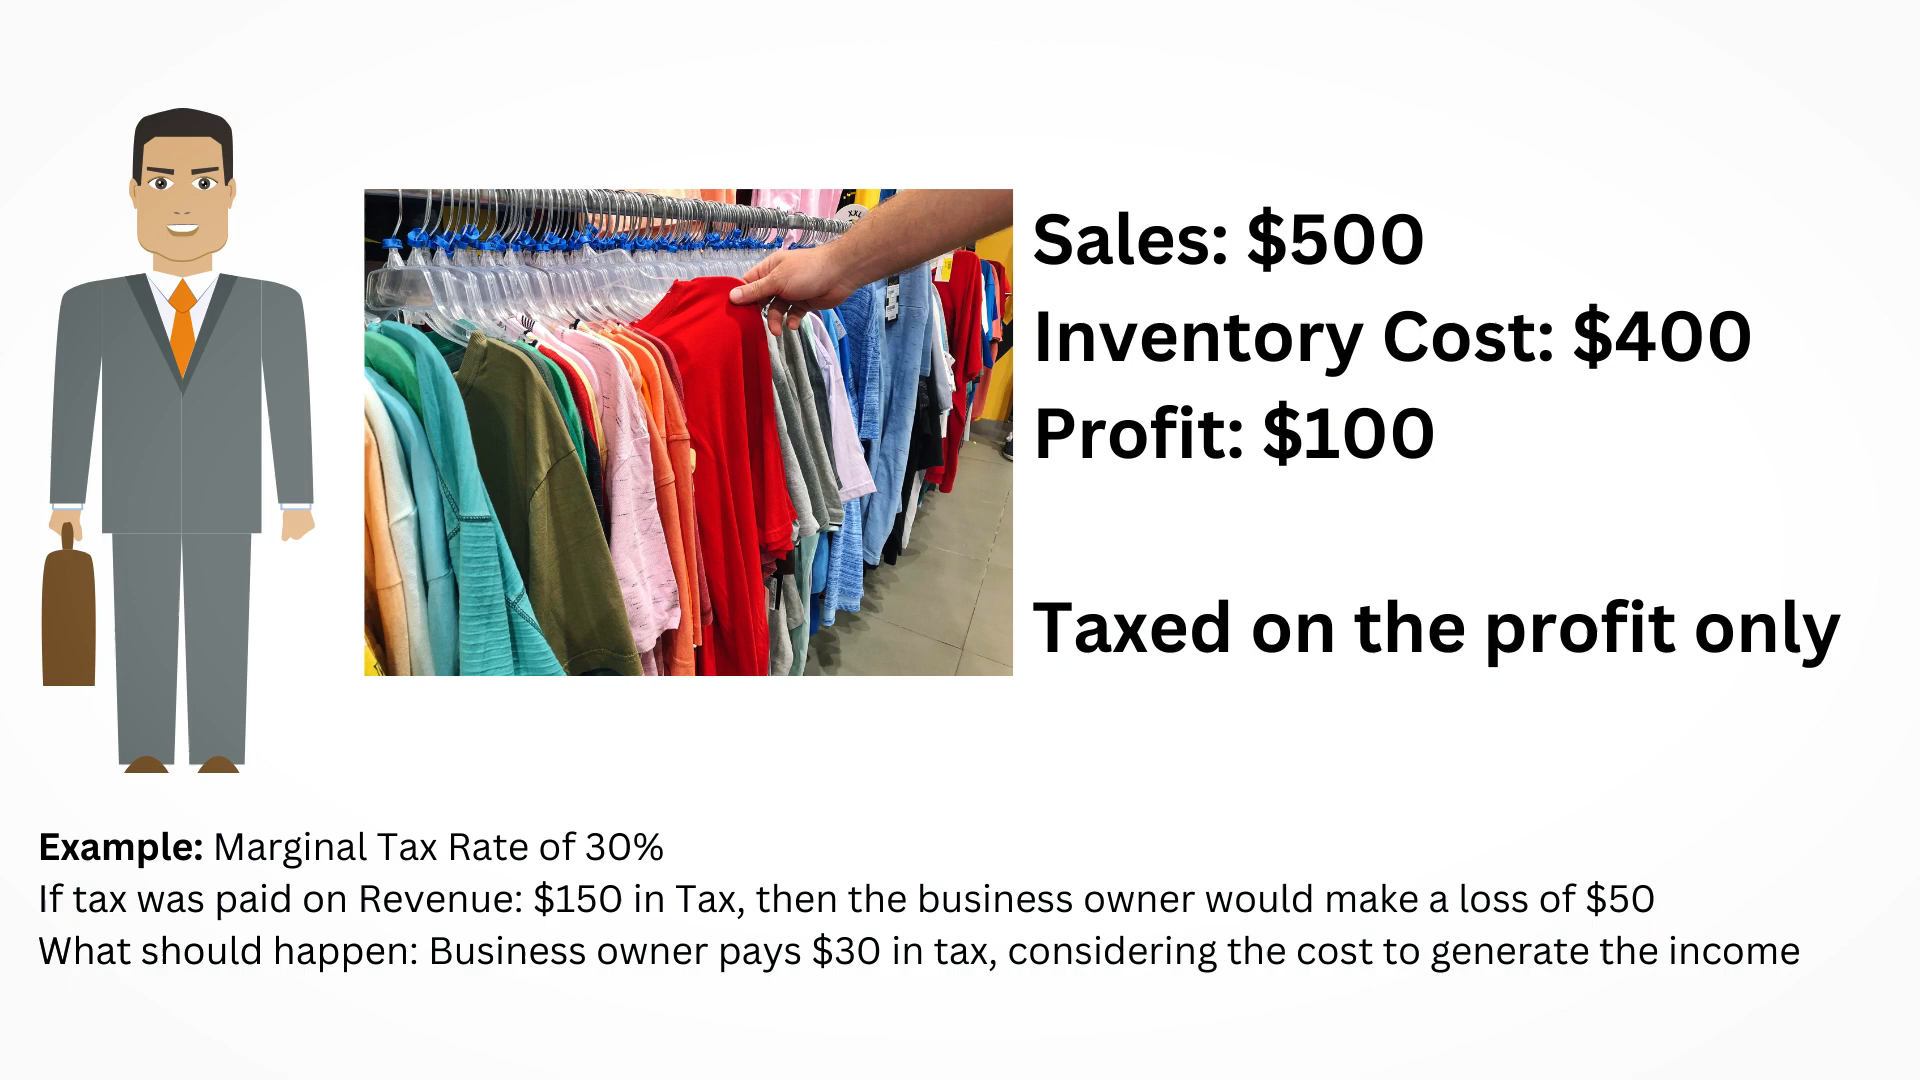 Sales: $500
Inventory Cost: $400
Profit: $100
Taxed on the profit only
XXL
Example: Marginal Tax Rate of 30%
If tax was paid on Revenue: $150 in Tax, then the business owner would make a loss of $50
What should happen: Business owner pays $30 in tax, considering the cost to generate the income